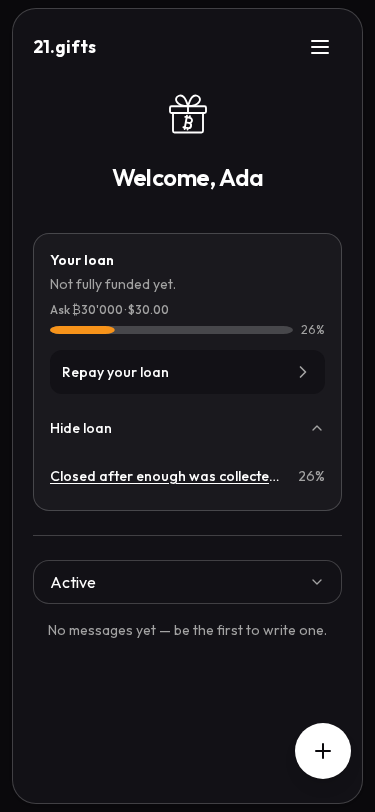 21.gifts
Welcome, Ada
Your loan
Not fully funded yet.
Ask ₿30'000 · $30.00
26%
Repay your loan
Hide loan
Closed after enough was collecte... 26%
Active
No messages yet — be the first to write one.